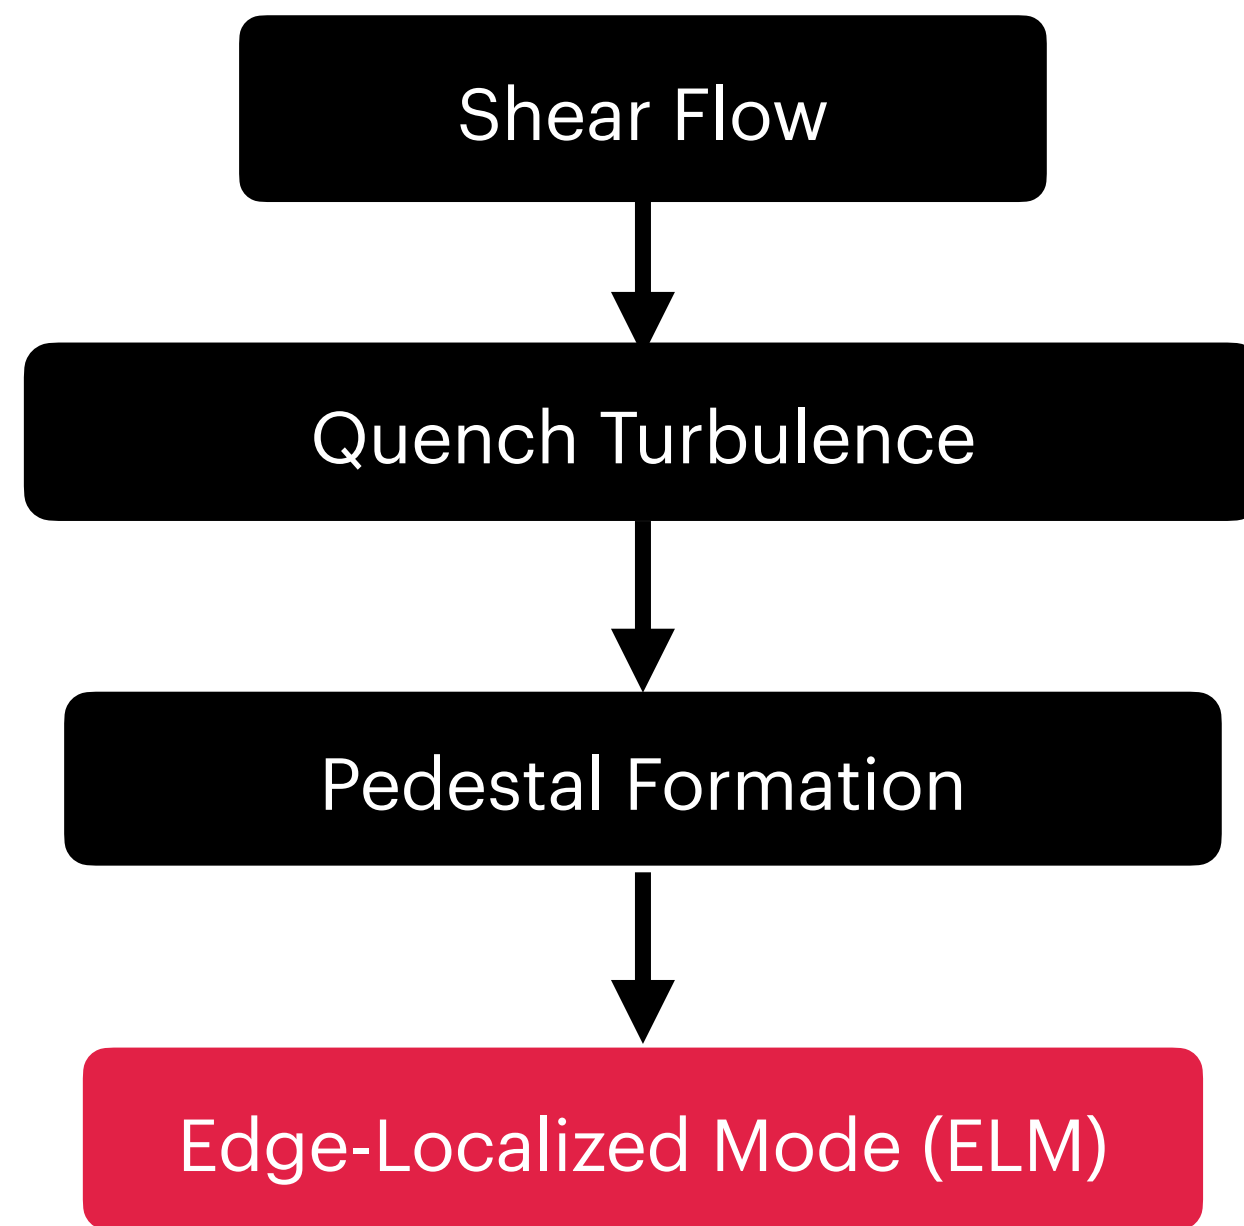 Shear Flow
Quench Turbulence
Pedestal Formation
Edge-Localized Mode (ELM)